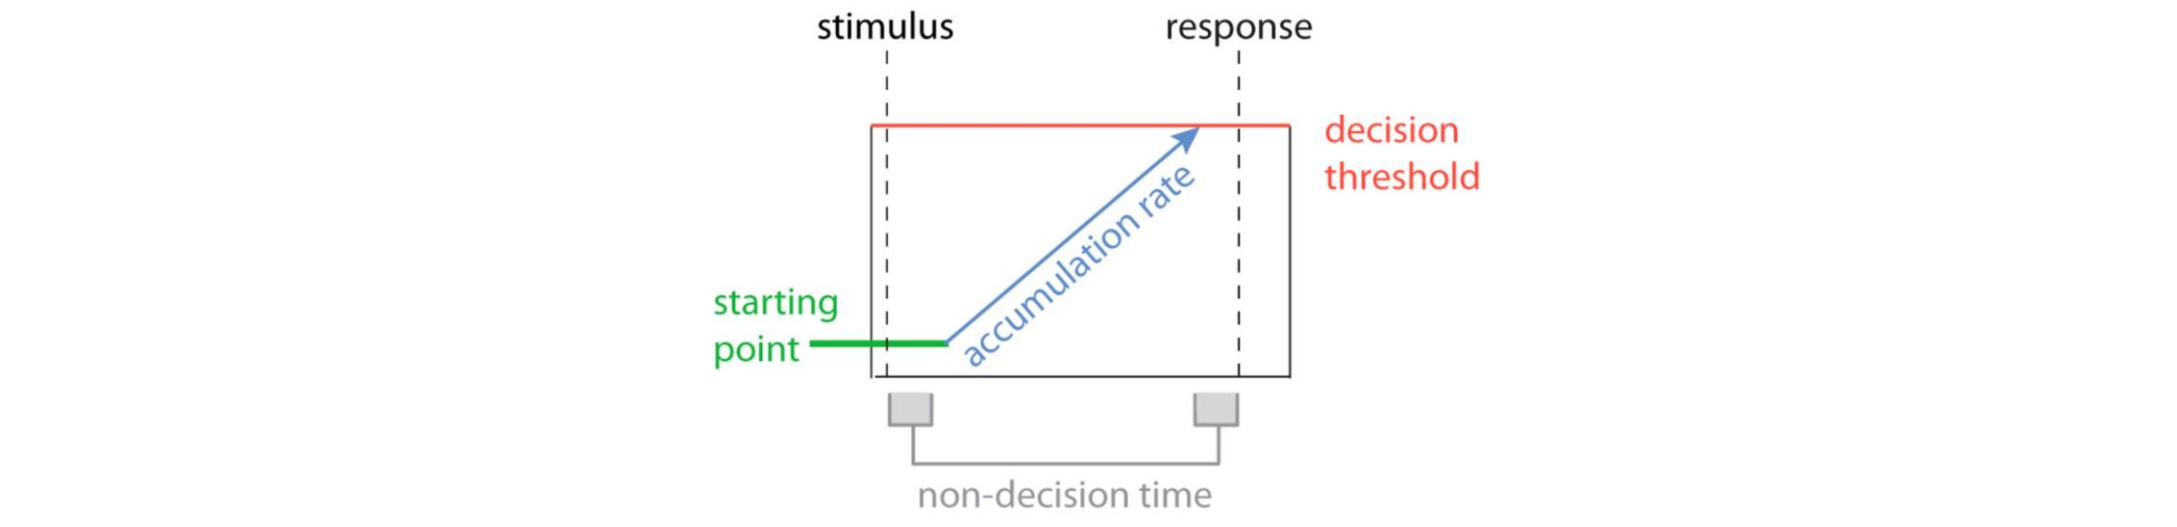 stimulus
response
decision
threshold
accumulation rate
starting
point
non-decision time